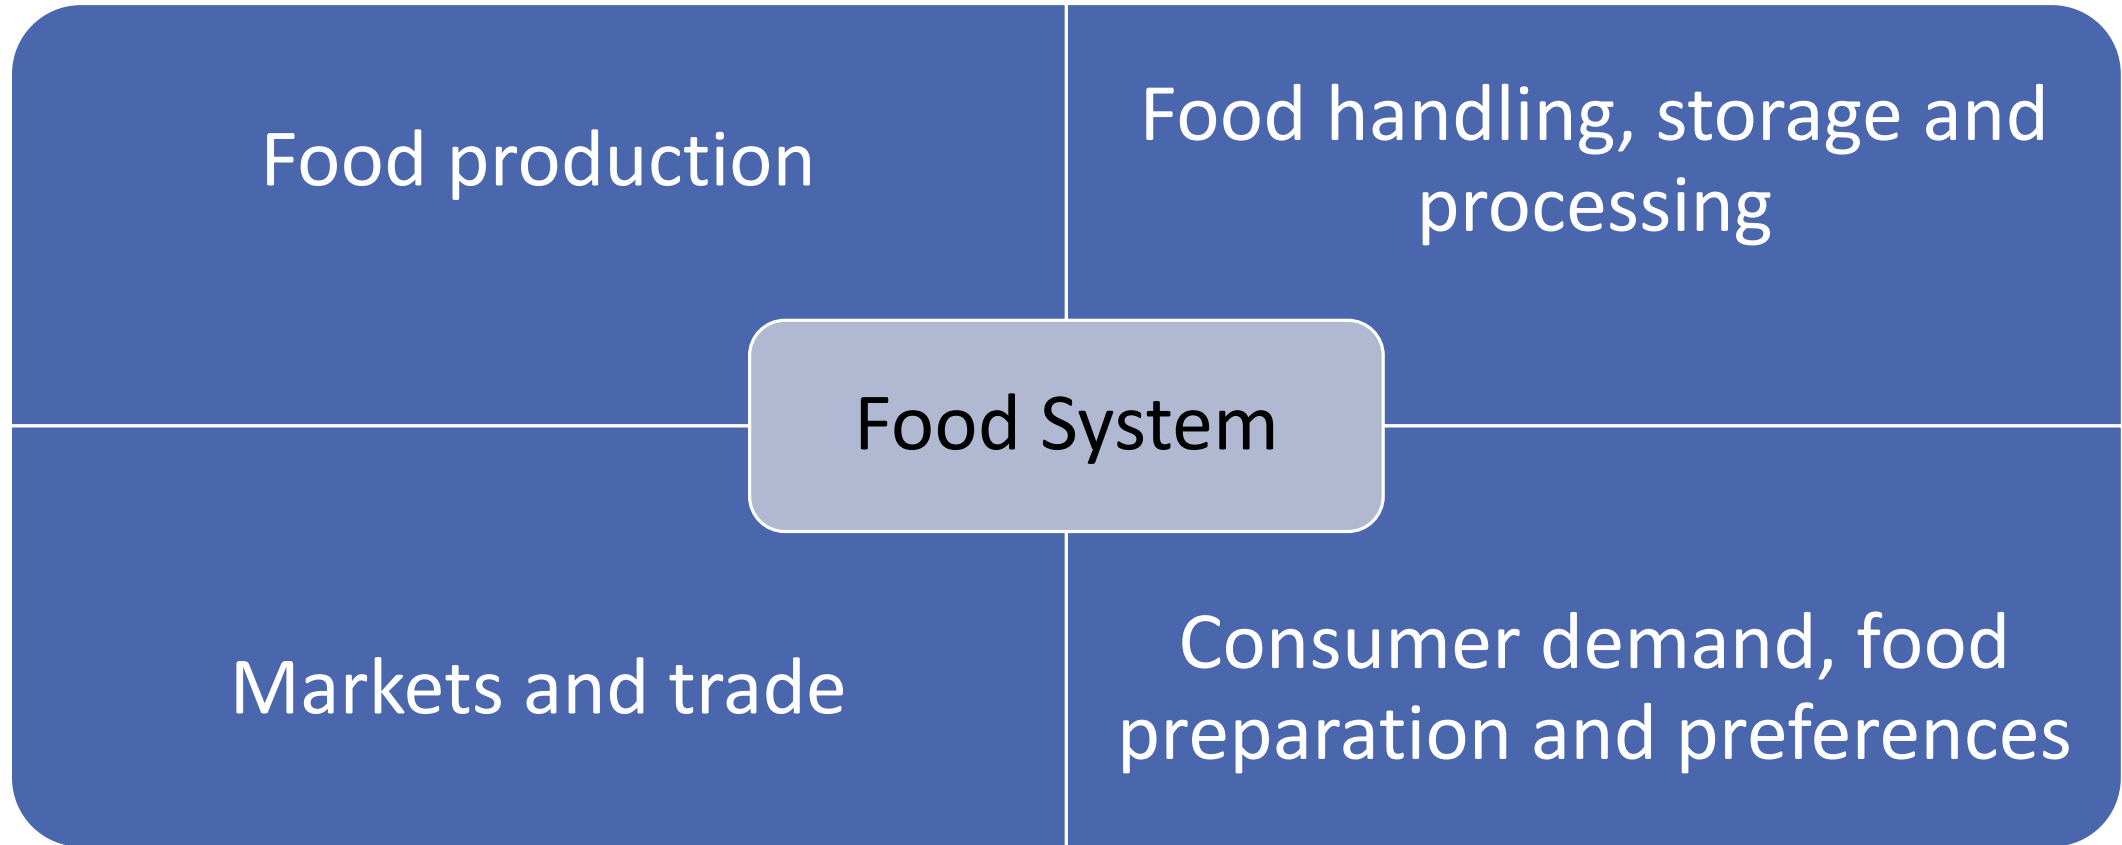 Food production
Food handling, storage and
processing
Food System
Markets and trade
Consumer demand, food
preparation and preferences